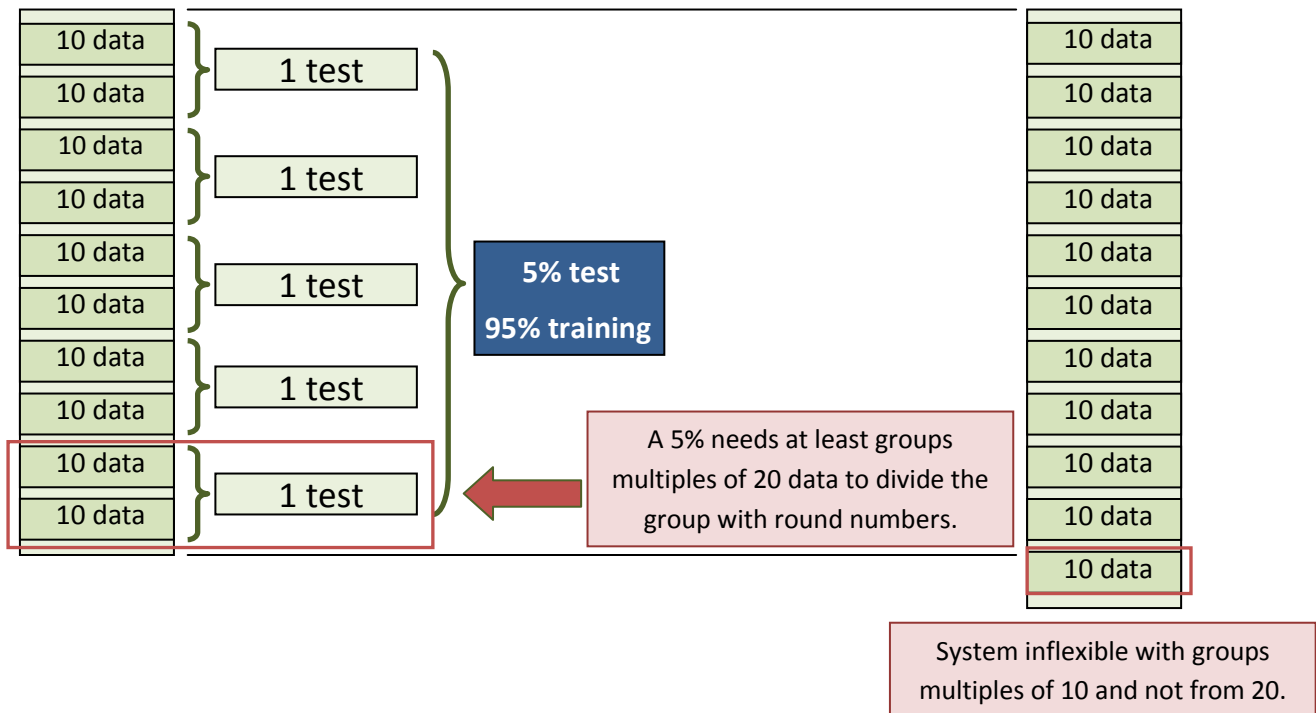 10 data
10 data
10 data
10 data
10 data
10 data
10 data
10 data
10 data
10 data
1 test
1 test
1 test
1 test
1 test
5% test
95% training
A 5% needs at least groups
multiples of 20 data to divide the
group with round numbers.
10 data
10 data
10 data
10 data
10 data
10 data
10 data
10 data
10 data
10 data
10 data
System inflexible with groups
multiples of 10 and not from 20.